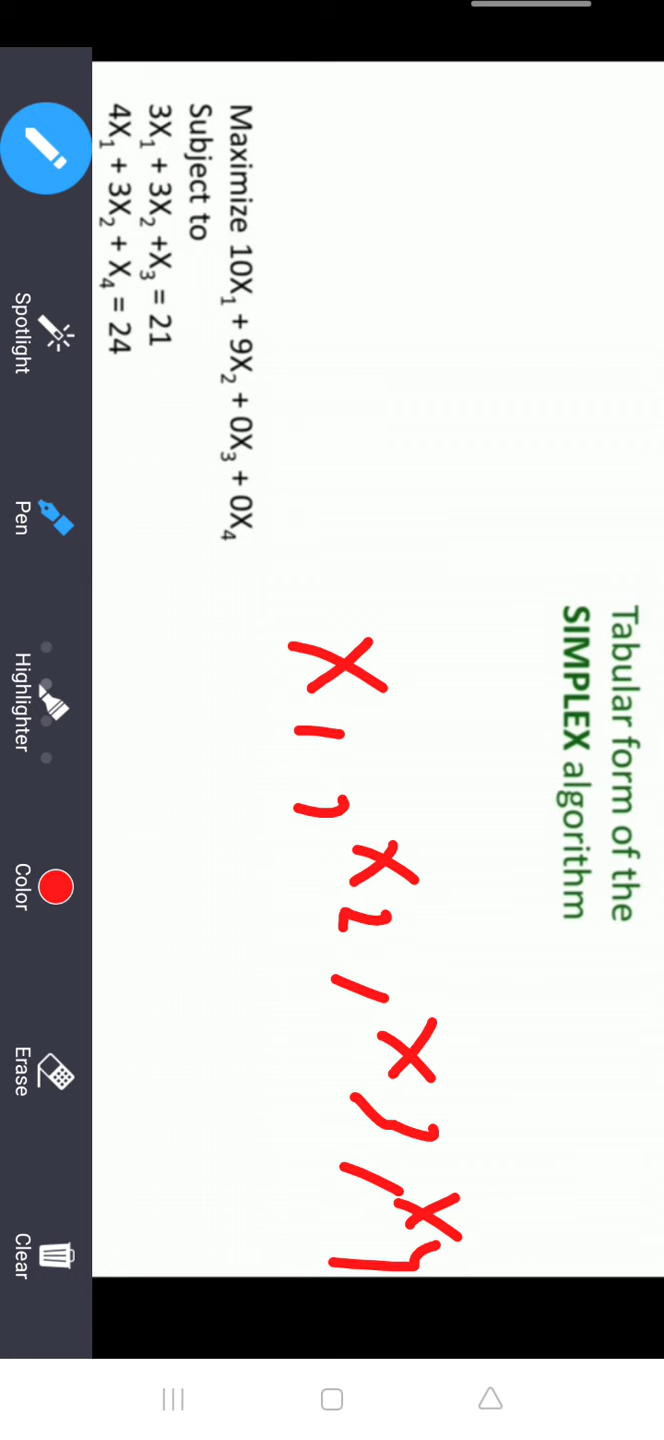 Tabular form of the
SIMPLEX algorithm
X1, X2, X3, X4
Maximize 10X₁ + 9X₂ + 0X₃ + 0X₄
Subject to
3X₁ + 3X₂ +X₃ = 21
4X₁ + 3X₂ + X₄ = 24
Spotlight
Pen
Highlighter
Color
Erase
Clear